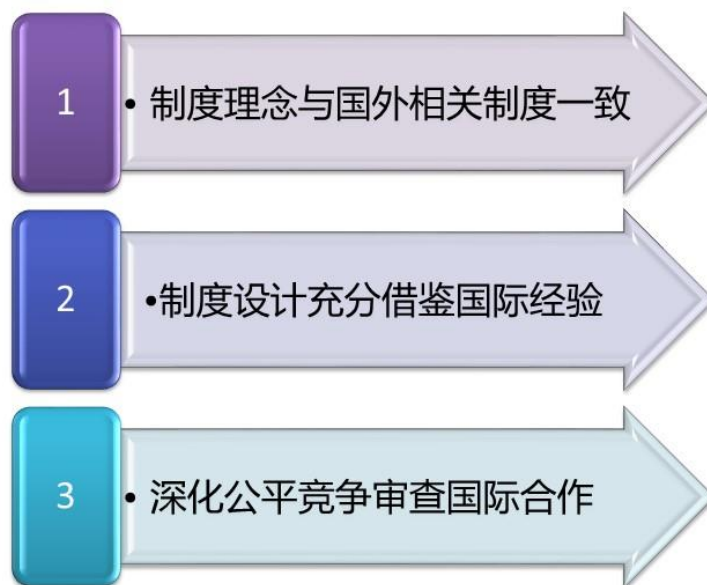 1 • 制度理念与国外相关制度一致
2 •制度设计充分借鉴国际经验
3 • 深化公平竞争审查国际合作